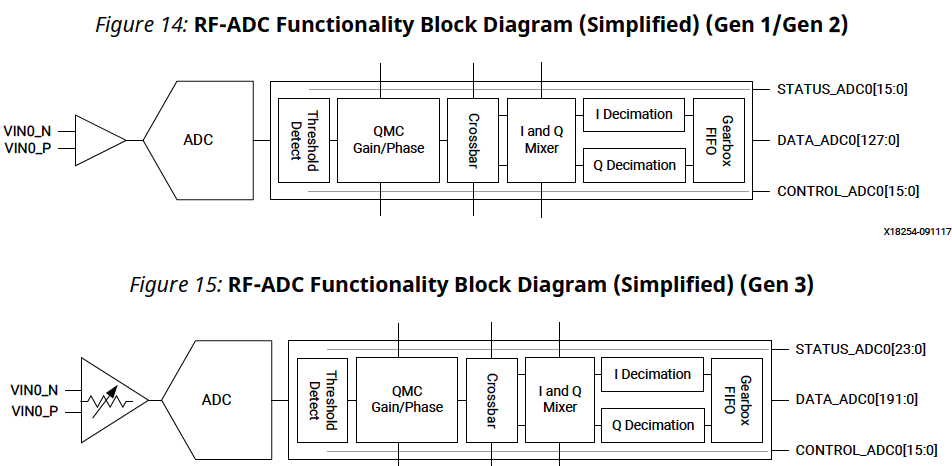 Figure 14: RF-ADC Functionality Block Diagram (Simplified) (Gen 1/Gen 2)
STATUS_ADC0[15:0]
VIN0_N
VIN0_P
ADC
Threshold
Detect
QMC
Gain/Phase
Crossbar
I and Q
Mixer
I Decimation
Q Decimation
Gearbox
FIFO
DATA_ADC0[127:0]
CONTROL_ADC0[15:0]
X18254-091117
Figure 15: RF-ADC Functionality Block Diagram (Simplified) (Gen 3)
STATUS_ADC0[23:0]
VIN0_N
VIN0_P
ADC
Threshold
Detect
QMC
Gain/Phase
Crossbar
I and Q
Mixer
I Decimation
Q Decimation
Gearbox
FIFO
DATA_ADC0[191:0]
CONTROL_ADC0[15:0]